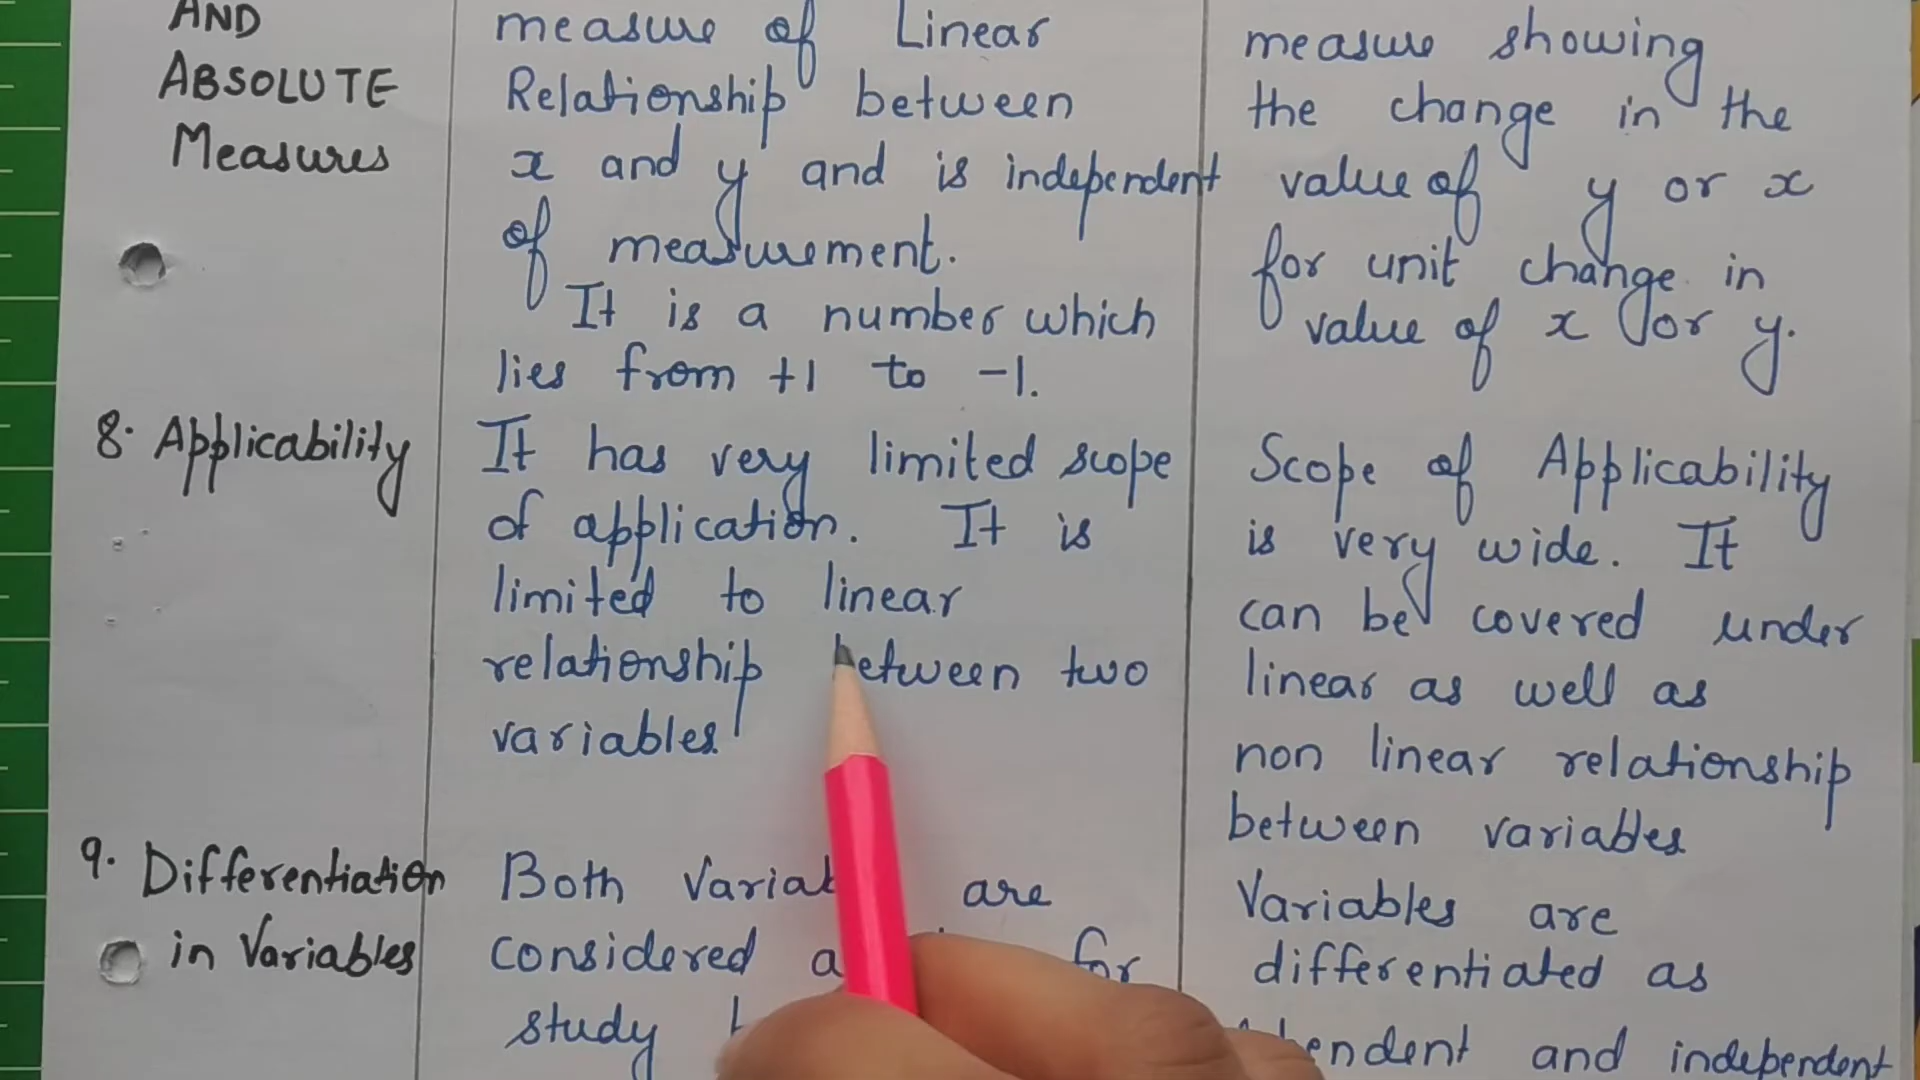 AND
ABSOLUTE
Measures
measure of Linear
Relationship between
x and y and is independent
of measurement.
It is a number which
lies from +1 to -1.
measure showing
the change in the
value of y or x
for unit change in
value of x or y.
8. Applicability
It has very limited scope
of application. It is
limited to linear
relationship between two
variables
Scope of Applicability
is very wide. It
can be covered under
linear as well as
non linear relationship
between variables
9. Differentiation
in Variables
Both are
considered for
study
Variables are
differentiated as
and independent